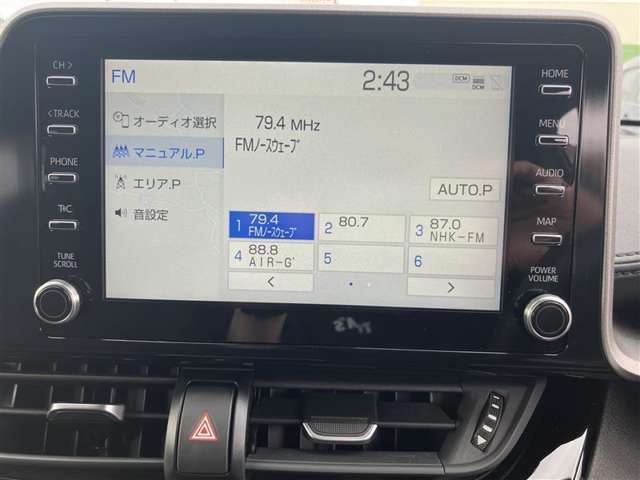 CH >
< TRACK
PHONE
T<C
TUNE
SCROLL
FM
2:43
DCM
DCM
オーディオ選択
マニュアル.P
エリア.P
音設定
79.4 MHz
FMﾉｰｽｳｪｰﾌﾞ
AUTO.P
1 79.4
FMﾉｰｽｳｪｰﾌﾞ
2 80.7
3 87.0
NHK-FM
4 88.8
AIR-G'
5
6
<
>
HOME
MENU
AUDIO
MAP
POWER
VOLUME